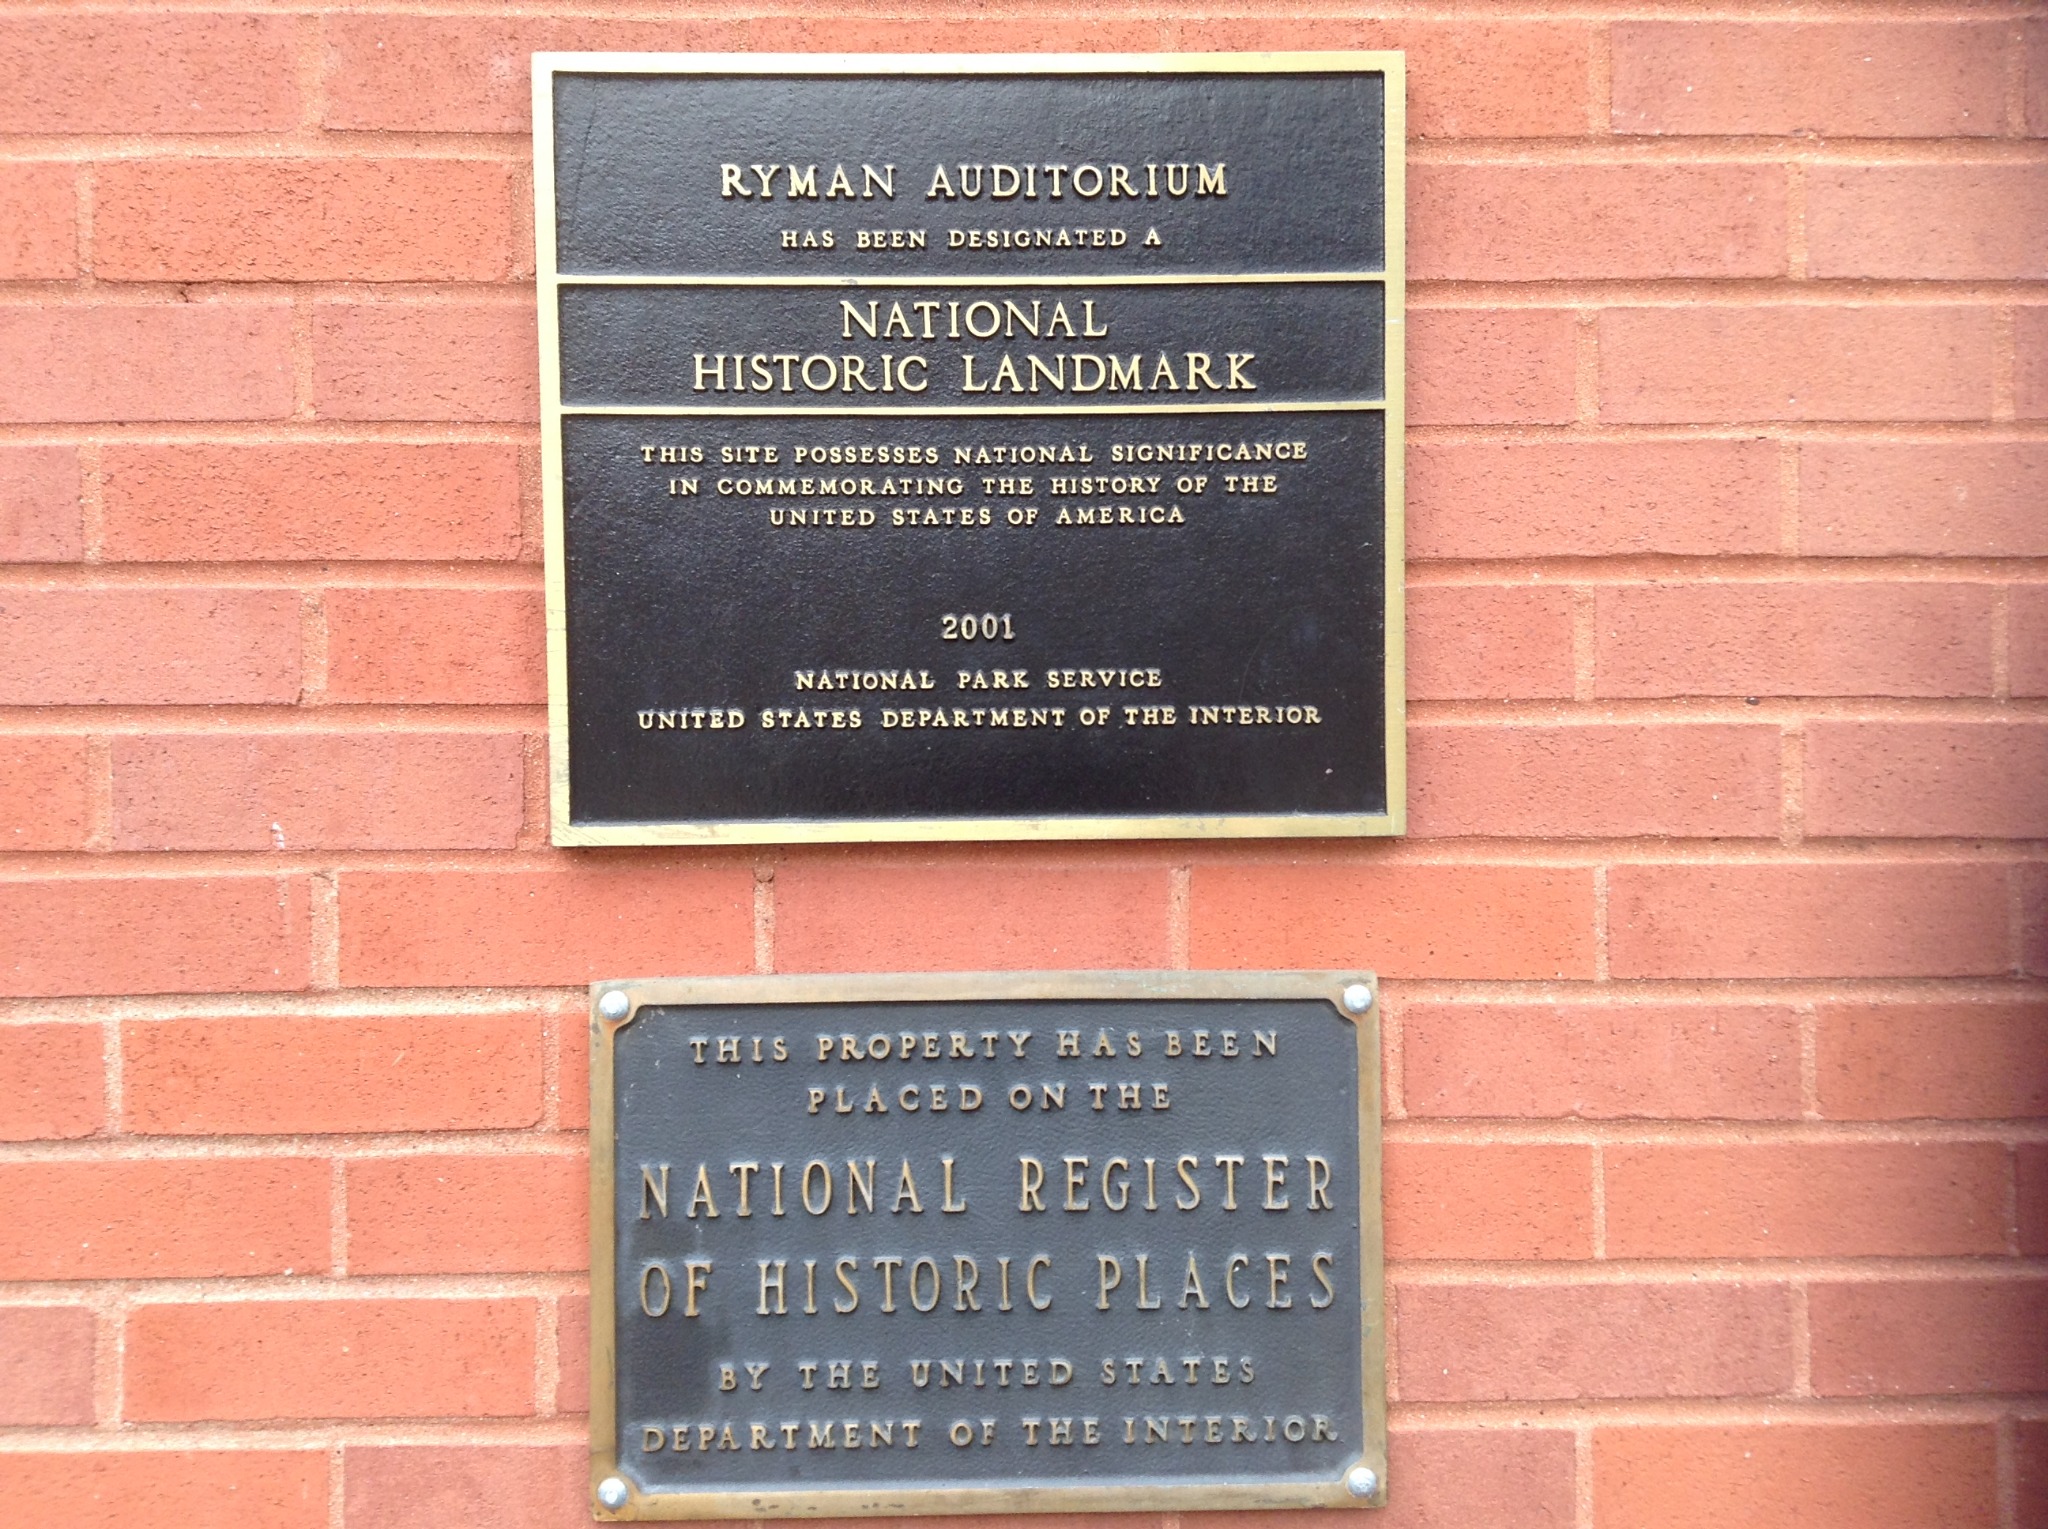 RYMAN AUDITORIUM
HAS BEEN DESIGNATED A
NATIONAL
HISTORIC LANDMARK
THIS SITE POSSESSES NATIONAL SIGNIFICANCE
IN COMMEMORATING THE HISTORY OF THE
UNITED STATES OF AMERICA
2001
NATIONAL PARK SERVICE
UNITED STATES DEPARTMENT OF THE INTERIOR
THIS PROPERTY HAS BEEN
PLACED ON THE
NATIONAL REGISTER
OF HISTORIC PLACES
BY THE UNITED STATES
DEPARTMENT OF THE INTERIOR